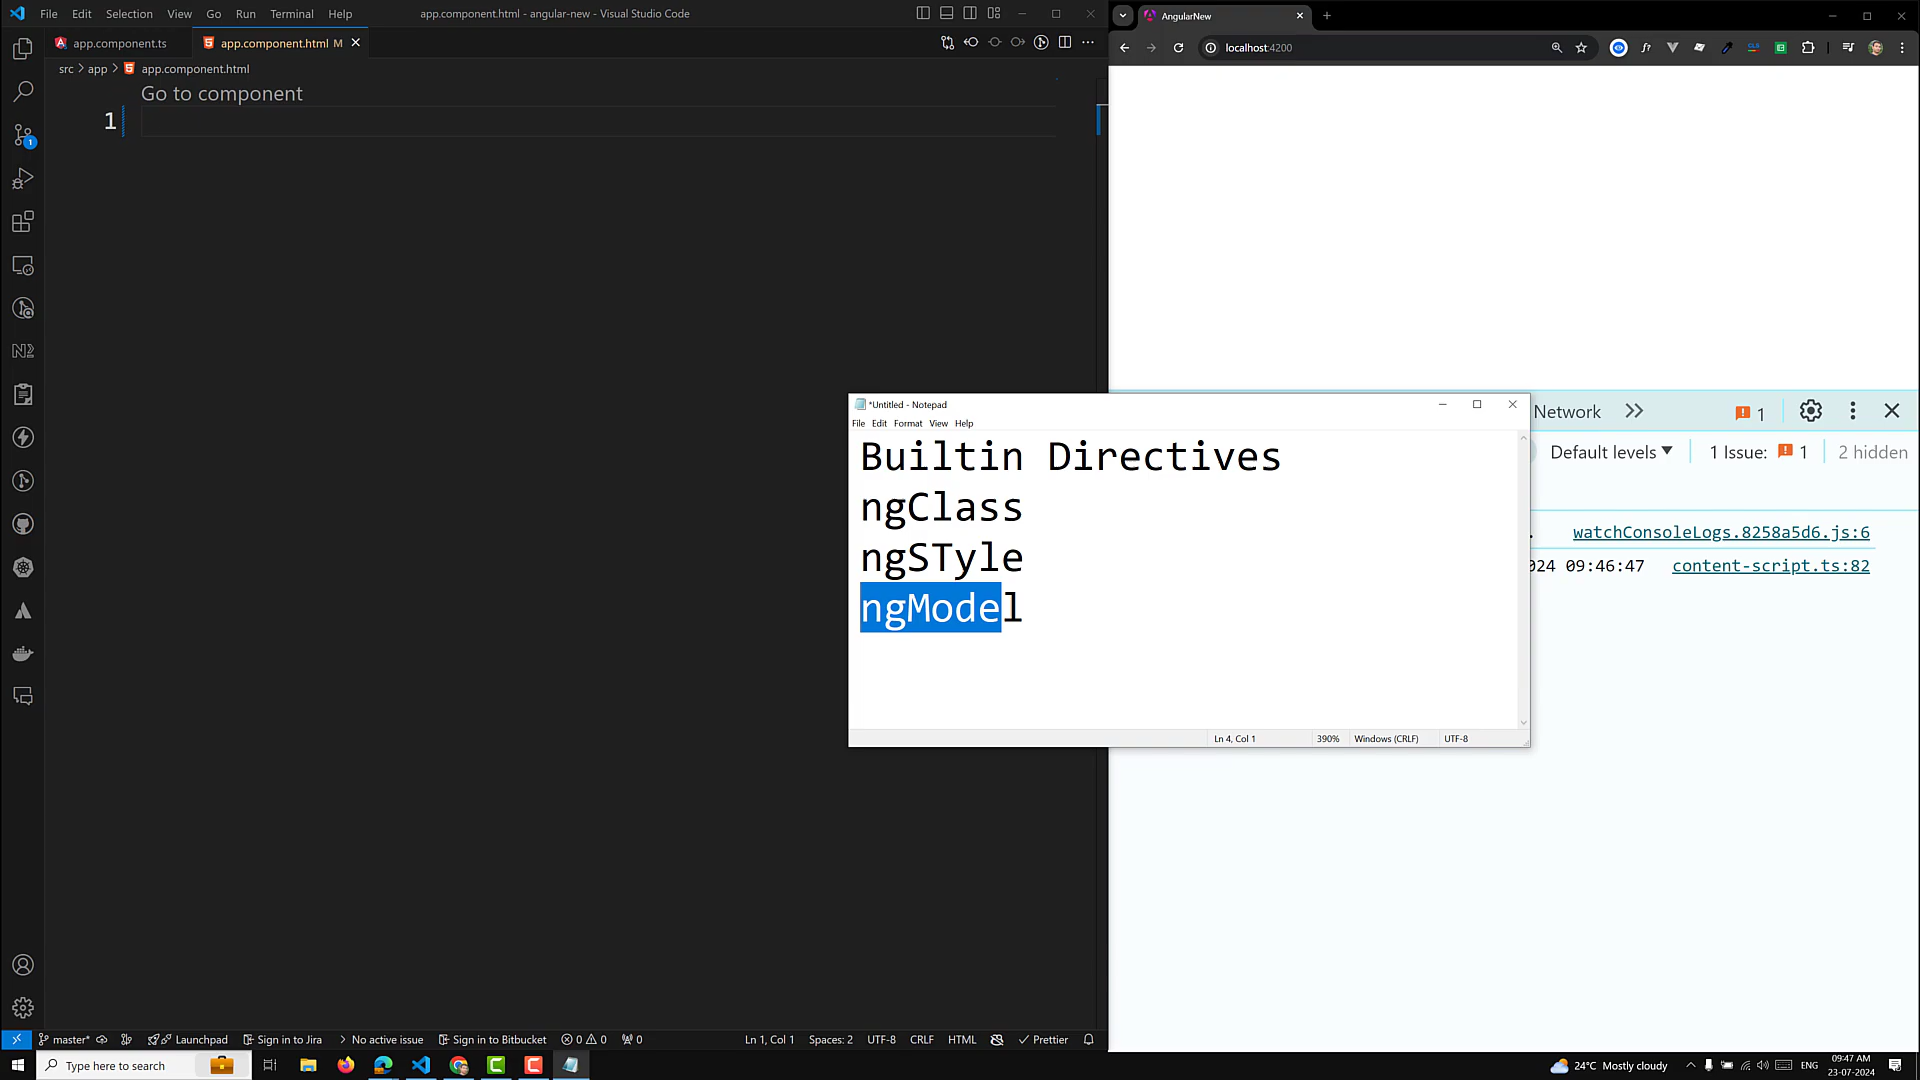 File Edit Selection View Go Run Terminal Help
app.component.html - angular-new - Visual Studio Code
app.component.ts
app.component.html M
src > app > app.component.html
Go to component
1
1
AngularNew
localhost:4200
*Untitled - Notepad
File Edit Format View Help
Builtin Directives
ngClass
ngSTyle
ngModel
Ln 4, Col 1
390%
Windows (CRLF)
UTF-8
Network
1
Default levels
1 Issue: 1
2 hidden
watchConsoleLogs.8258a5d6.js:6
024 09:46:47 content-script.ts:82
master*
Launchpad
Sign in to Jira
No active issue
Sign in to Bitbucket
0 0
0
Ln 1, Col 1
Spaces: 2
UTF-8
CRLF
HTML
Prettier
Type here to search
24°C Mostly cloudy
ENG
09:47 AM
23-07-2024